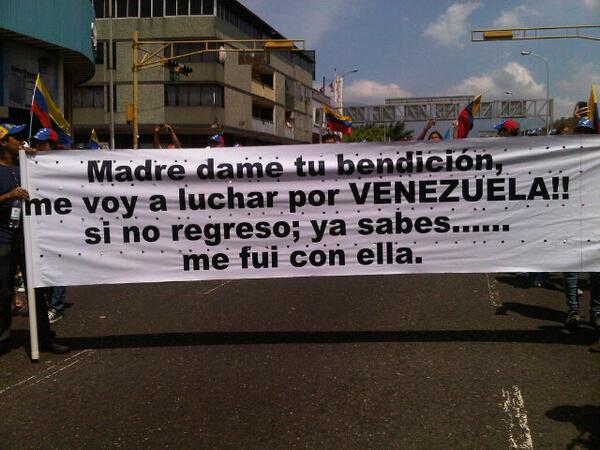 Madre dame tu bendición,
me voy a luchar por VENEZUELA!!
si no regreso; ya sabes......
me fui con ella.